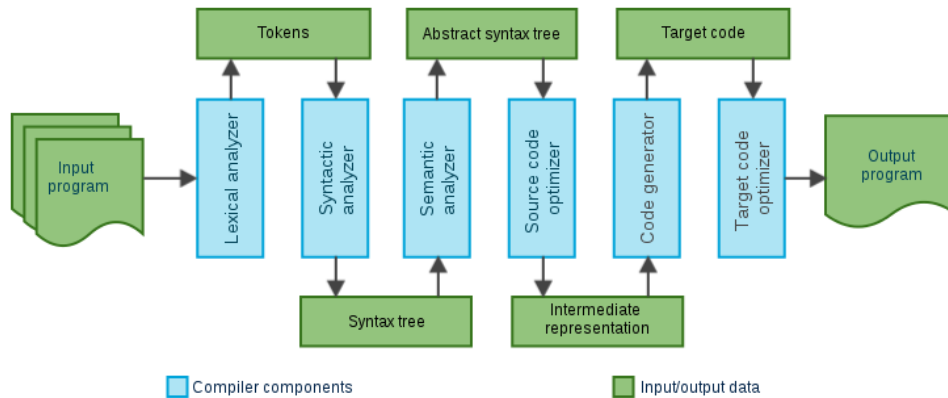 Tokens
Abstract syntax tree
Target code
Input
program
Lexical analyzer
Syntactic
analyzer
Semantic
analyzer
Source code
optimizer
Code generator
Target code
optimizer
Output
program
Syntax tree
Intermediate
representation
Compiler components
Input/output data